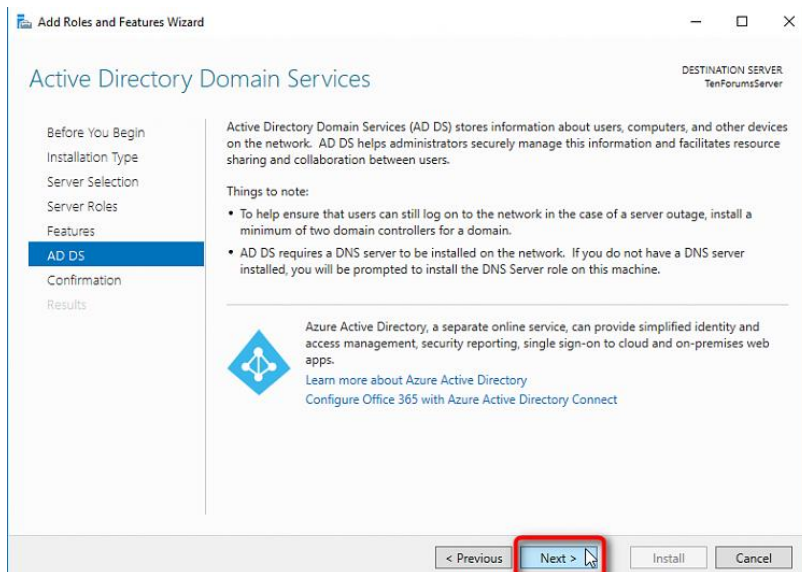 Add Roles and Features Wizard
Active Directory Domain Services
DESTINATION SERVER
TenForumsServer
Before You Begin
Installation Type
Server Selection
Server Roles
Features
AD DS
Confirmation
Results
Active Directory Domain Services (AD DS) stores information about users, computers, and other devices
on the network. AD DS helps administrators securely manage this information and facilitates resource
sharing and collaboration between users.
Things to note:
• To help ensure that users can still log on to the network in the case of a server outage, install a
minimum of two domain controllers for a domain.
• AD DS requires a DNS server to be installed on the network. If you do not have a DNS server
installed, you will be prompted to install the DNS Server role on this machine.
Azure Active Directory, a separate online service, can provide simplified identity and
access management, security reporting, single sign-on to cloud and on-premises web
apps.
Learn more about Azure Active Directory
Configure Office 365 with Azure Active Directory Connect
< Previous Next > Install Cancel